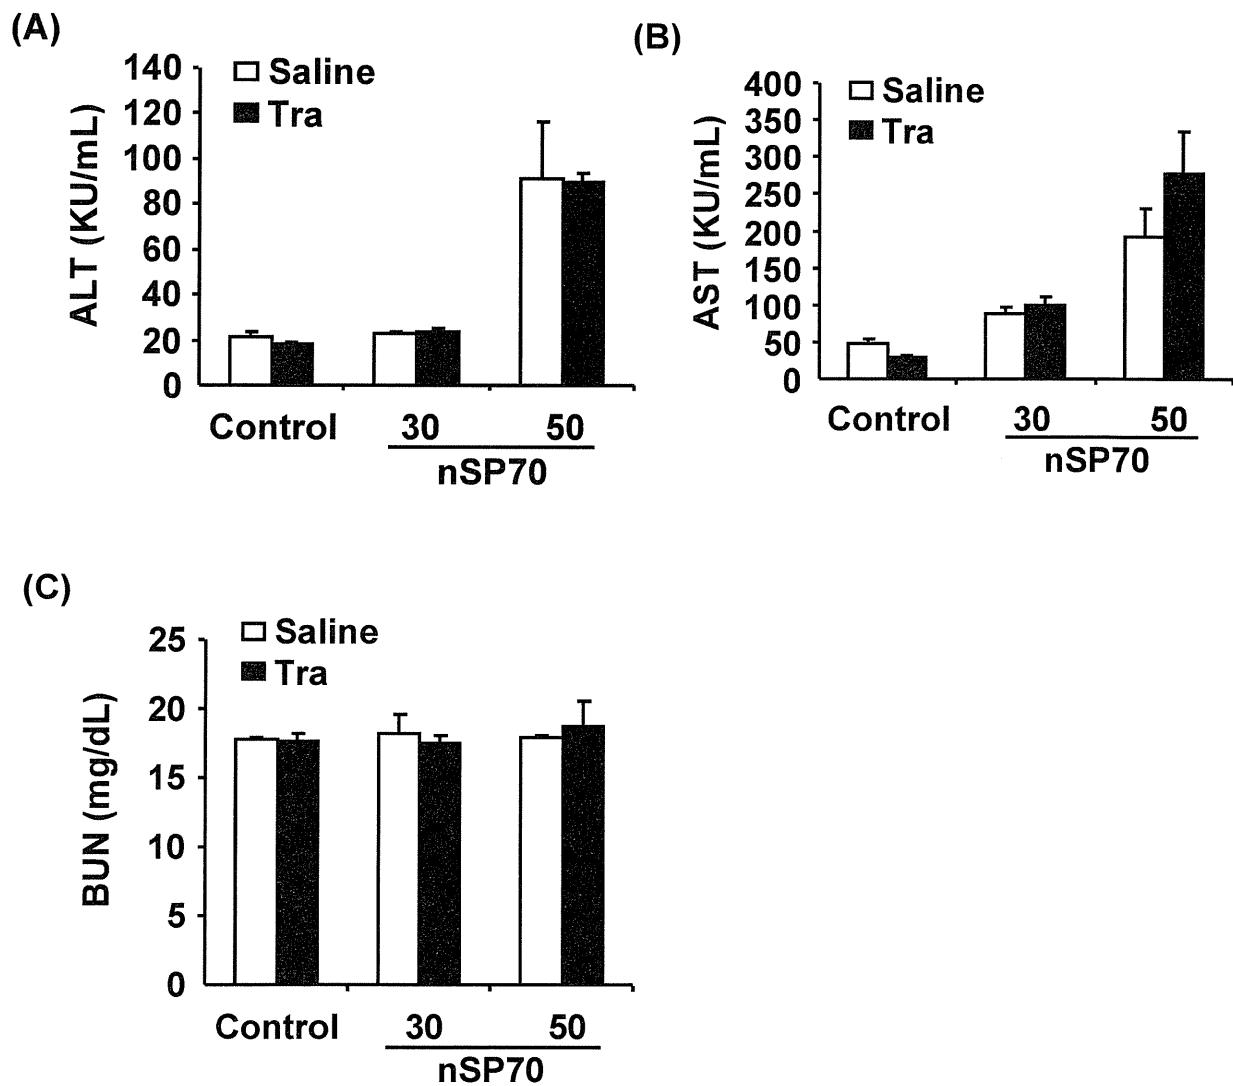 (A)
ALT (KU/mL)
140
120
100
80
60
40
20
0
Saline
Tra
Control 30 50
nSP70
(B)
AST (KU/mL)
400
350
300
250
200
150
100
50
0
Saline
Tra
Control 30 50
nSP70
(C)
BUN (mg/dL)
25
20
15
10
5
0
Saline
Tra
Control 30 50
nSP70